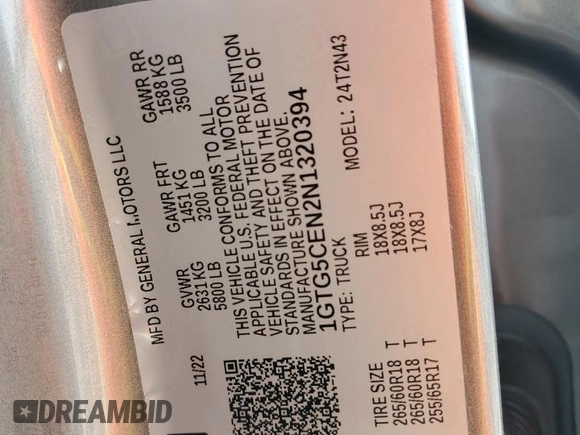 MFD BY GENERAL MOTORS LLC
11/22
GVWR GAWR FRT GAWR RR
2631 KG 1451 KG 1588 KG
5800 LB 3200 LB 3500 LB
THIS VEHICLE CONFORMS TO ALL
APPLICABLE U.S. FEDERAL MOTOR
VEHICLE SAFETY AND THEFT PREVENTION
STANDARDS IN EFFECT ON THE DATE OF
MANUFACTURE SHOWN ABOVE.
1GTG5CEN2N1320394
TYPE: TRUCK 24T2N43
TIRE SIZE RIM
265/60R18 T 18X8.5J
265/60R18 T 18X8.5J
255/65R17 T 17X8J
DREAMBID